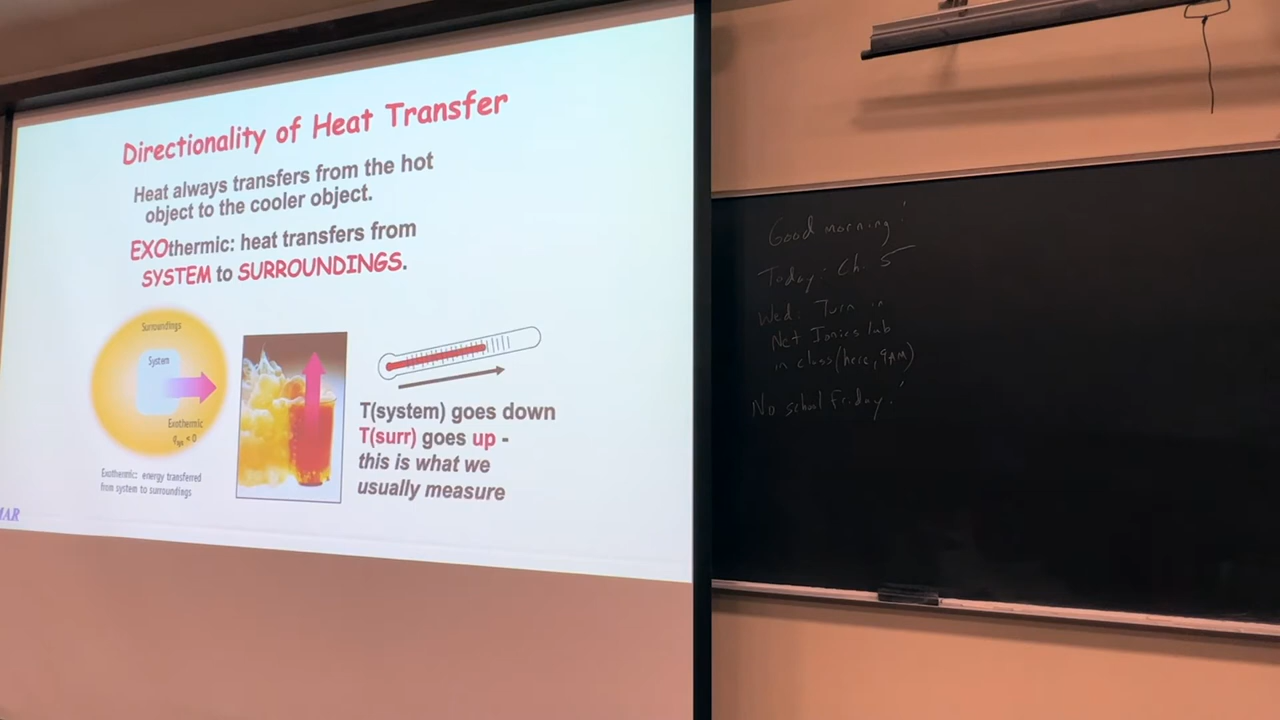 Directionality of Heat Transfer
Heat always transfers from the hot
object to the cooler object.
EXOthermic: heat transfers from
SYSTEM to SURROUNDINGS.
Surroundings
System
Exothermic
qsys < 0
Exothermic: energy transferred
from system to surroundings
T(system) goes down
T(surr) goes up -
this is what we
usually measure
MAR
Good morning!
Today: Ch. 5
Wed: Turn in
Net Ionics lab
in class (here, 9AM)
No school Friday!